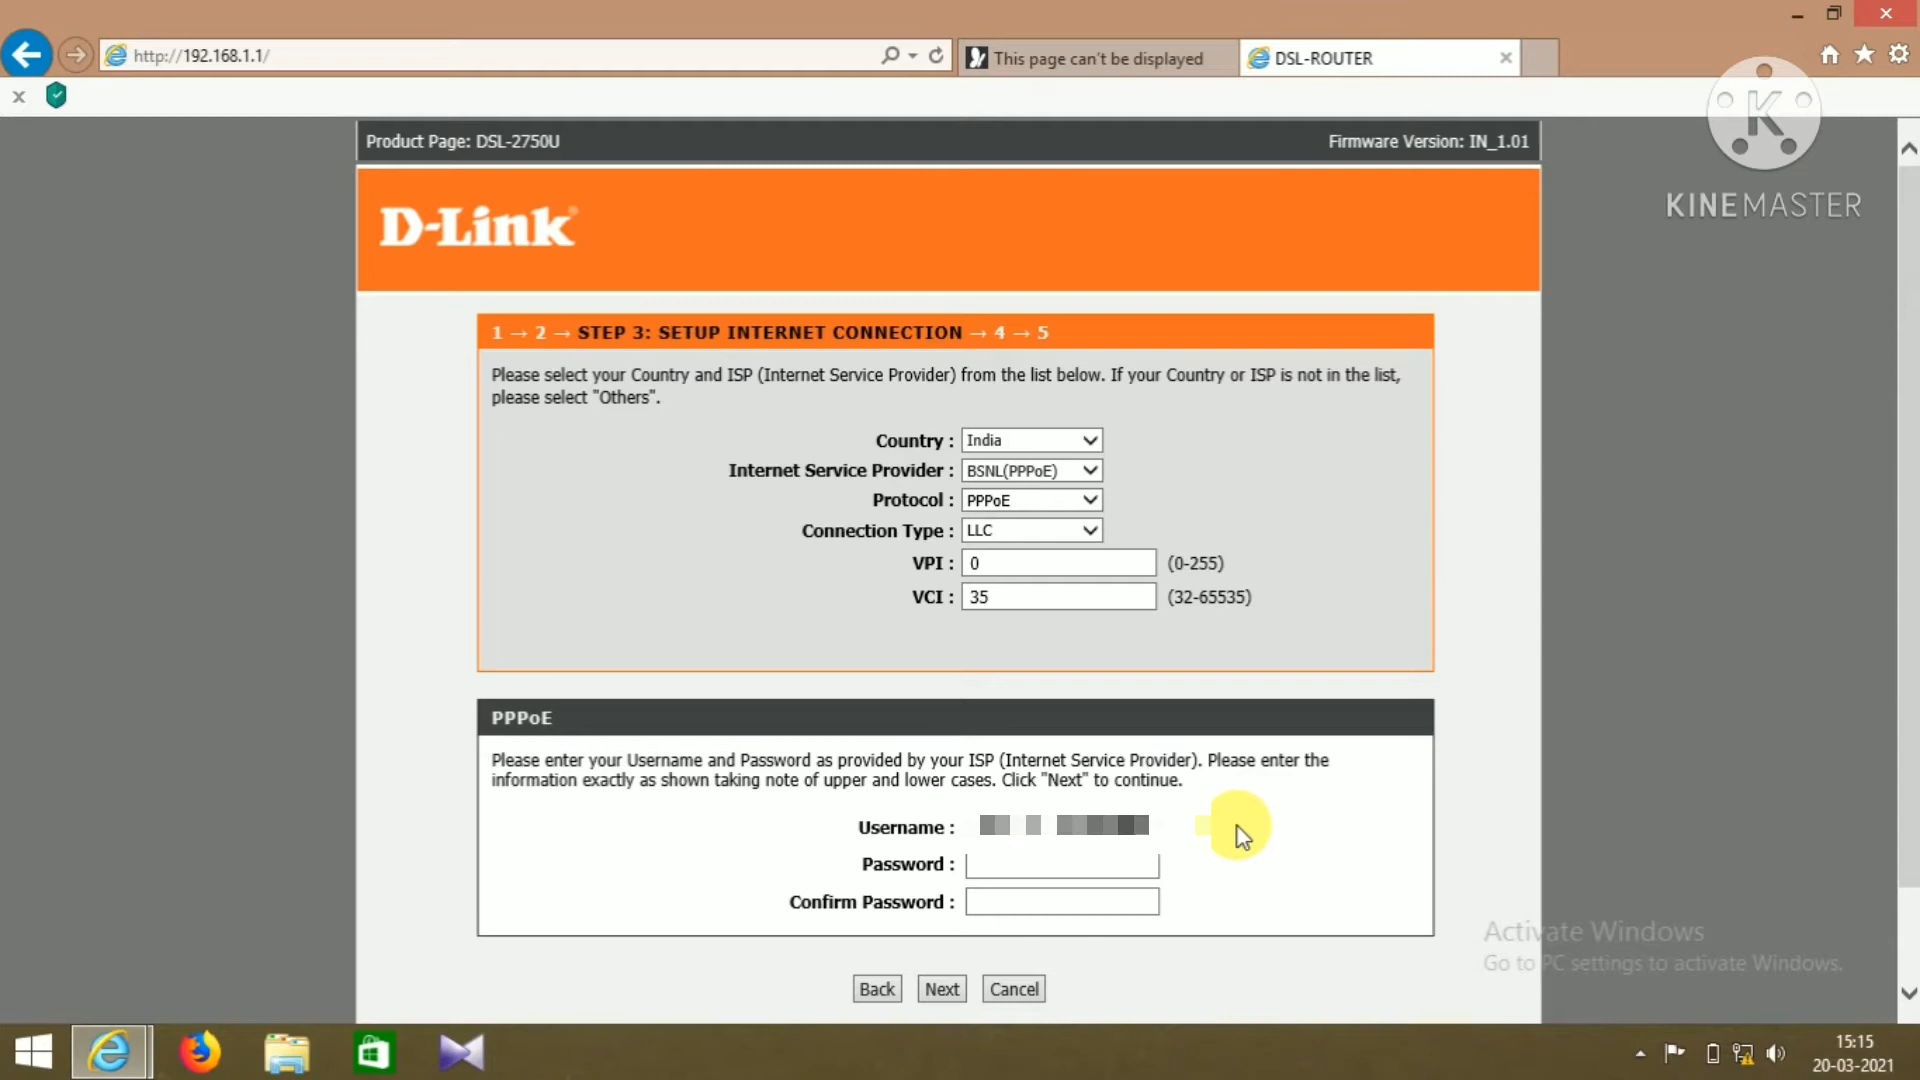 http://192.168.1.1/
This page can't be displayed
DSL-ROUTER
Product Page: DSL-2750U
Firmware Version: IN_1.01
K
KINEMASTER
D-Link
1 → 2 → STEP 3: SETUP INTERNET CONNECTION → 4 → 5
Please select your Country and ISP (Internet Service Provider) from the list below. If your Country or ISP is not in the list,
please select "Others".
Country : India
Internet Service Provider : BSNL(PPPoE)
Protocol : PPPoE
Connection Type : LLC
VPI : 0 (0-255)
VCI : 35 (32-65535)
PPPoE
Please enter your Username and Password as provided by your ISP (Internet Service Provider). Please enter the
information exactly as shown taking note of upper and lower cases. Click "Next" to continue.
Username :
Password :
Confirm Password :
Activate Windows
Go to PC settings to activate Windows.
Back
Next
Cancel
15:15
20-03-2021